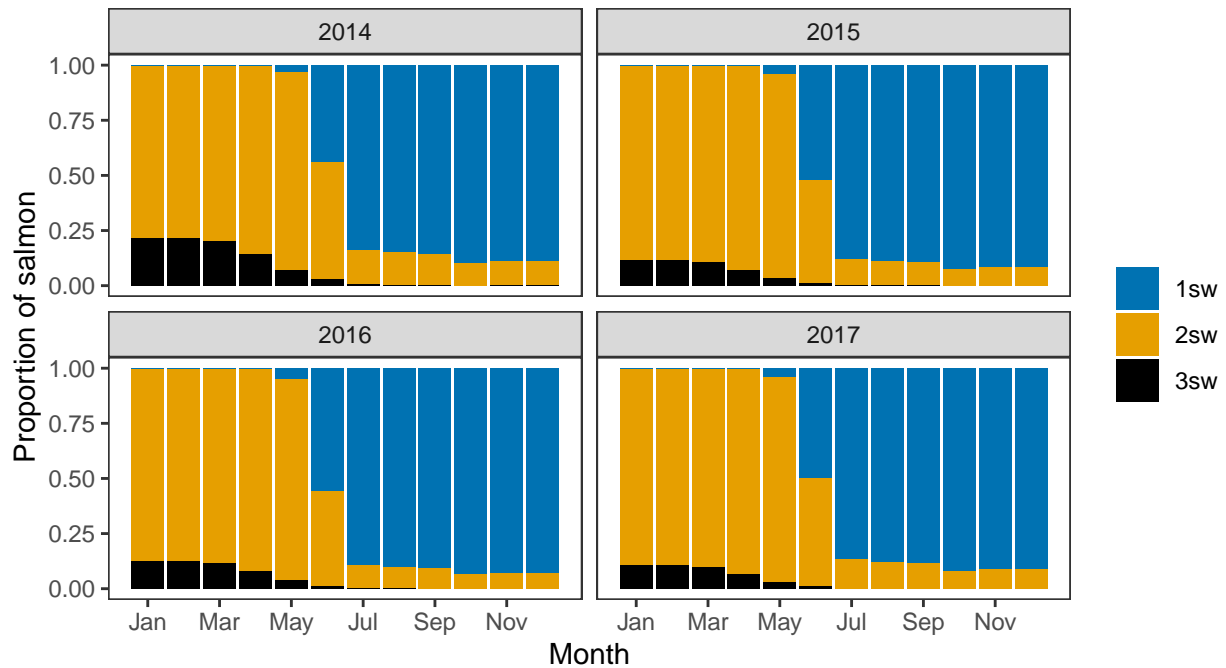 2014 2015
1.00
0.75
0.50
0.25
0.00
2016 2017
1.00
0.75
0.50
0.25
0.00
Jan Mar May Jul Sep Nov Jan Mar May Jul Sep Nov
Month
Proportion of salmon
1sw
2sw
3sw